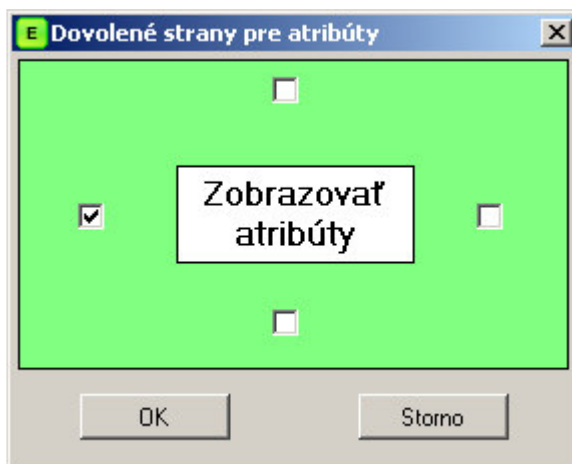 E Dovolené strany pre atribúty
Zobrazovať
atribúty
OK
Storno